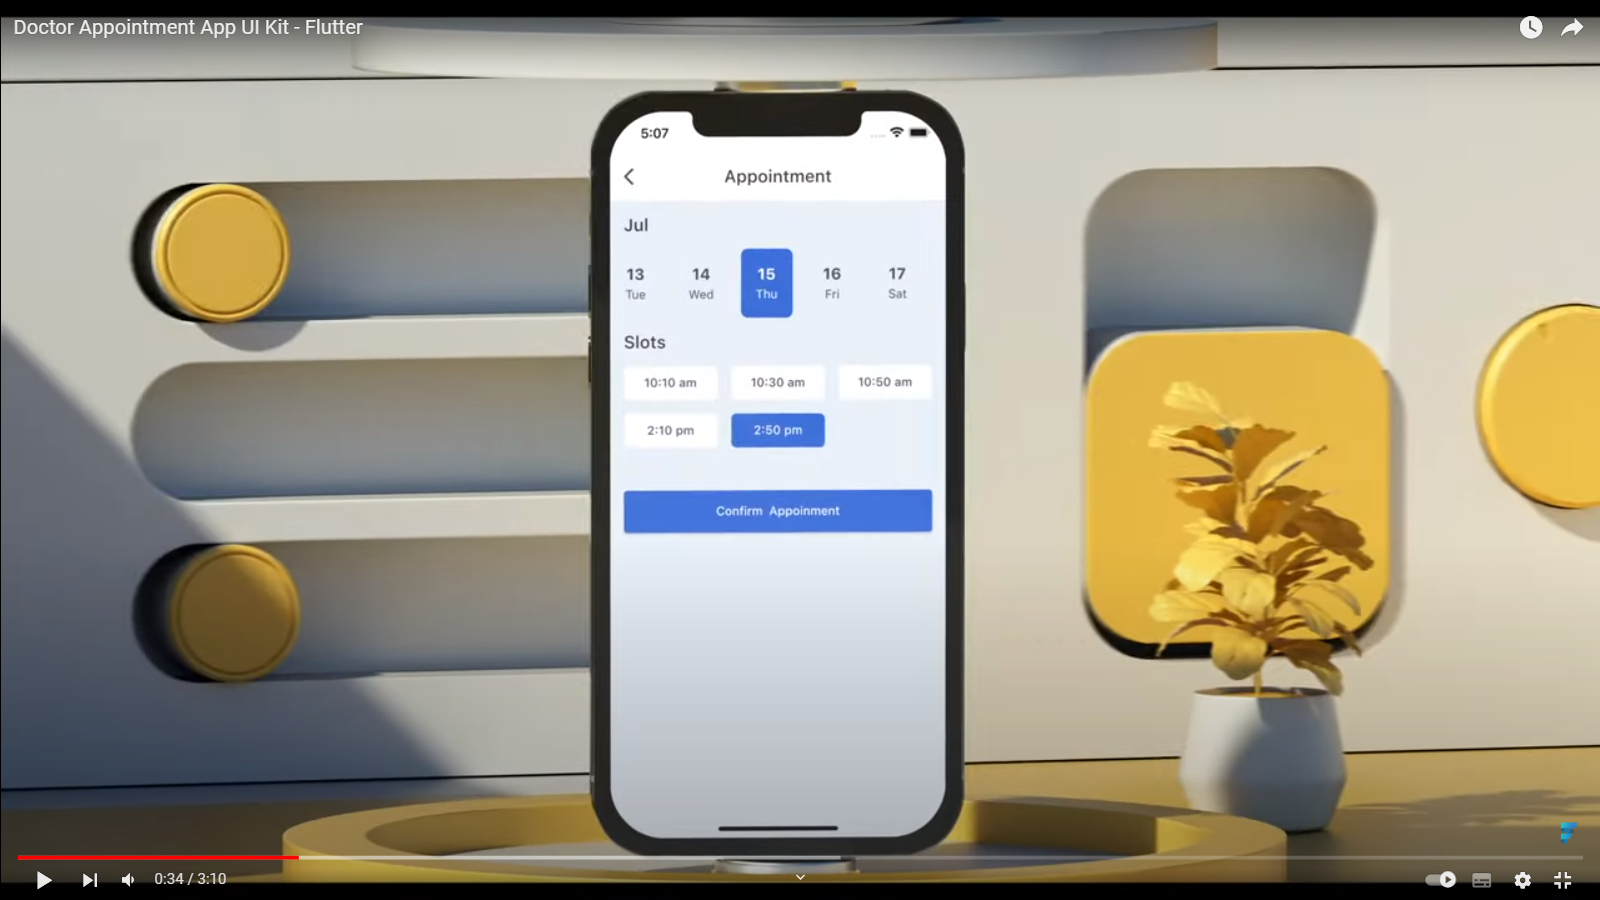 Doctor Appointment App UI Kit - Flutter
5:07
Appointment
Jul
13 14 15 16 17
Tue Wed Thu Fri Sat
Slots
10:10 am 10:30 am 10:50 am
2:10 pm 2:50 pm
Confirm Appoinment
0:34 / 3:10